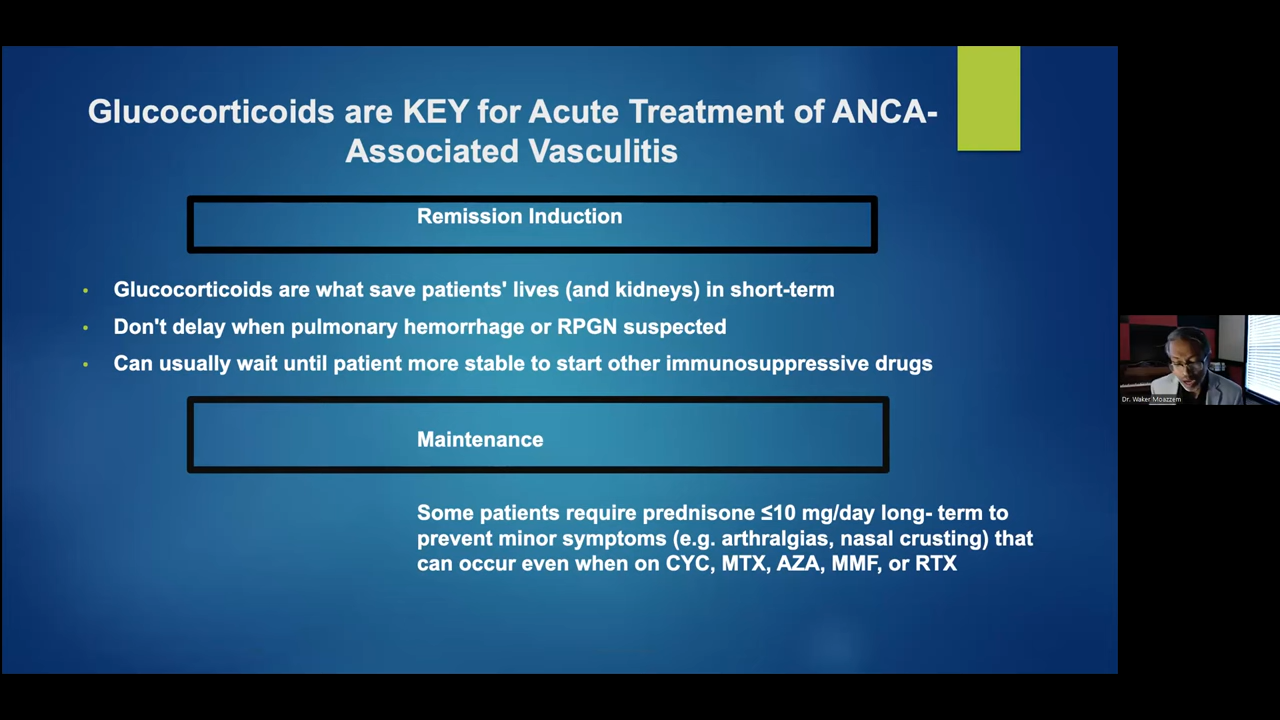 Glucocorticoids are KEY for Acute Treatment of ANCA-
Associated Vasculitis
Remission Induction
• Glucocorticoids are what save patients' lives (and kidneys) in short-term
• Don't delay when pulmonary hemorrhage or RPGN suspected
• Can usually wait until patient more stable to start other immunosuppressive drugs
Maintenance
Some patients require prednisone ≤10 mg/day long- term to
prevent minor symptoms (e.g. arthralgias, nasal crusting) that
can occur even when on CYC, MTX, AZA, MMF, or RTX
Dr. Waker Moazzem